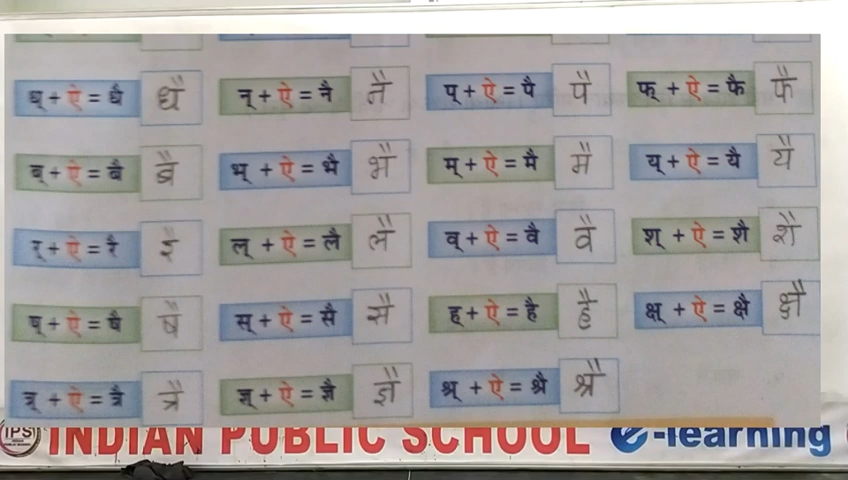 ध् + ऐ = धै धै न् + ऐ = नै नै प् + ऐ = पै पै फ् + ऐ = फै फै
ब् + ऐ = बै बै भ् + ऐ = भै भै म् + ऐ = मै मै य् + ऐ = यै यै
र् + ऐ = रै रै ल् + ऐ = लै लै व् + ऐ = वै वै श् + ऐ = शै शै
ष् + ऐ = षै षै स् + ऐ = सै सै ह् + ऐ = है है क्ष् + ऐ = क्षै क्षै
त्र् + ऐ = त्रै त्रै ज्ञ् + ऐ = ज्ञै ज्ञै श्र् + ऐ = श्रै श्रै
IPS INDIAN PUBLIC SCHOOL e-learning